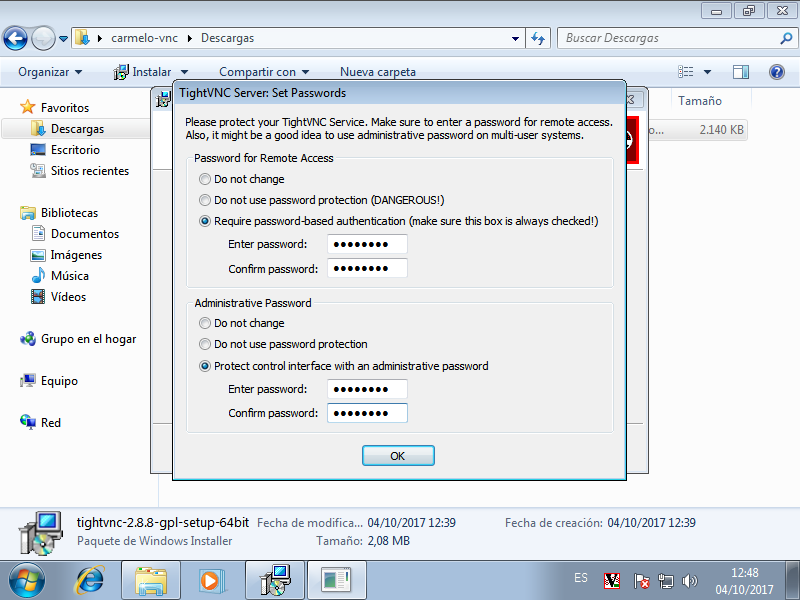 carmelo-vnc
Descargas
Buscar Descargas
Organizar
Instalar
Compartir con
Nueva carpeta
Favoritos
Descargas
Escritorio
Sitios recientes
Bibliotecas
Documentos
Imágenes
Música
Vídeos
Grupo en el hogar
Equipo
Red
Tamaño
o...
2.140 KB
TightVNC Server: Set Passwords
Please protect your TightVNC Service. Make sure to enter a password for remote access.
Also, it might be a good idea to use administrative password on multi-user systems.
Password for Remote Access
Do not change
Do not use password protection (DANGEROUS!)
Require password-based authentication (make sure this box is always checked!)
Enter password: ●●●●●●●●
Confirm password: ●●●●●●●●
Administrative Password
Do not change
Do not use password protection
Protect control interface with an administrative password
Enter password: ●●●●●●●●
Confirm password: ●●●●●●●●
OK
tightvnc-2.8.8-gpl-setup-64bit Fecha de modifica... 04/10/2017 12:39 Fecha de creación: 04/10/2017 12:39
Paquete de Windows Installer Tamaño: 2,08 MB
ES
12:48
04/10/2017